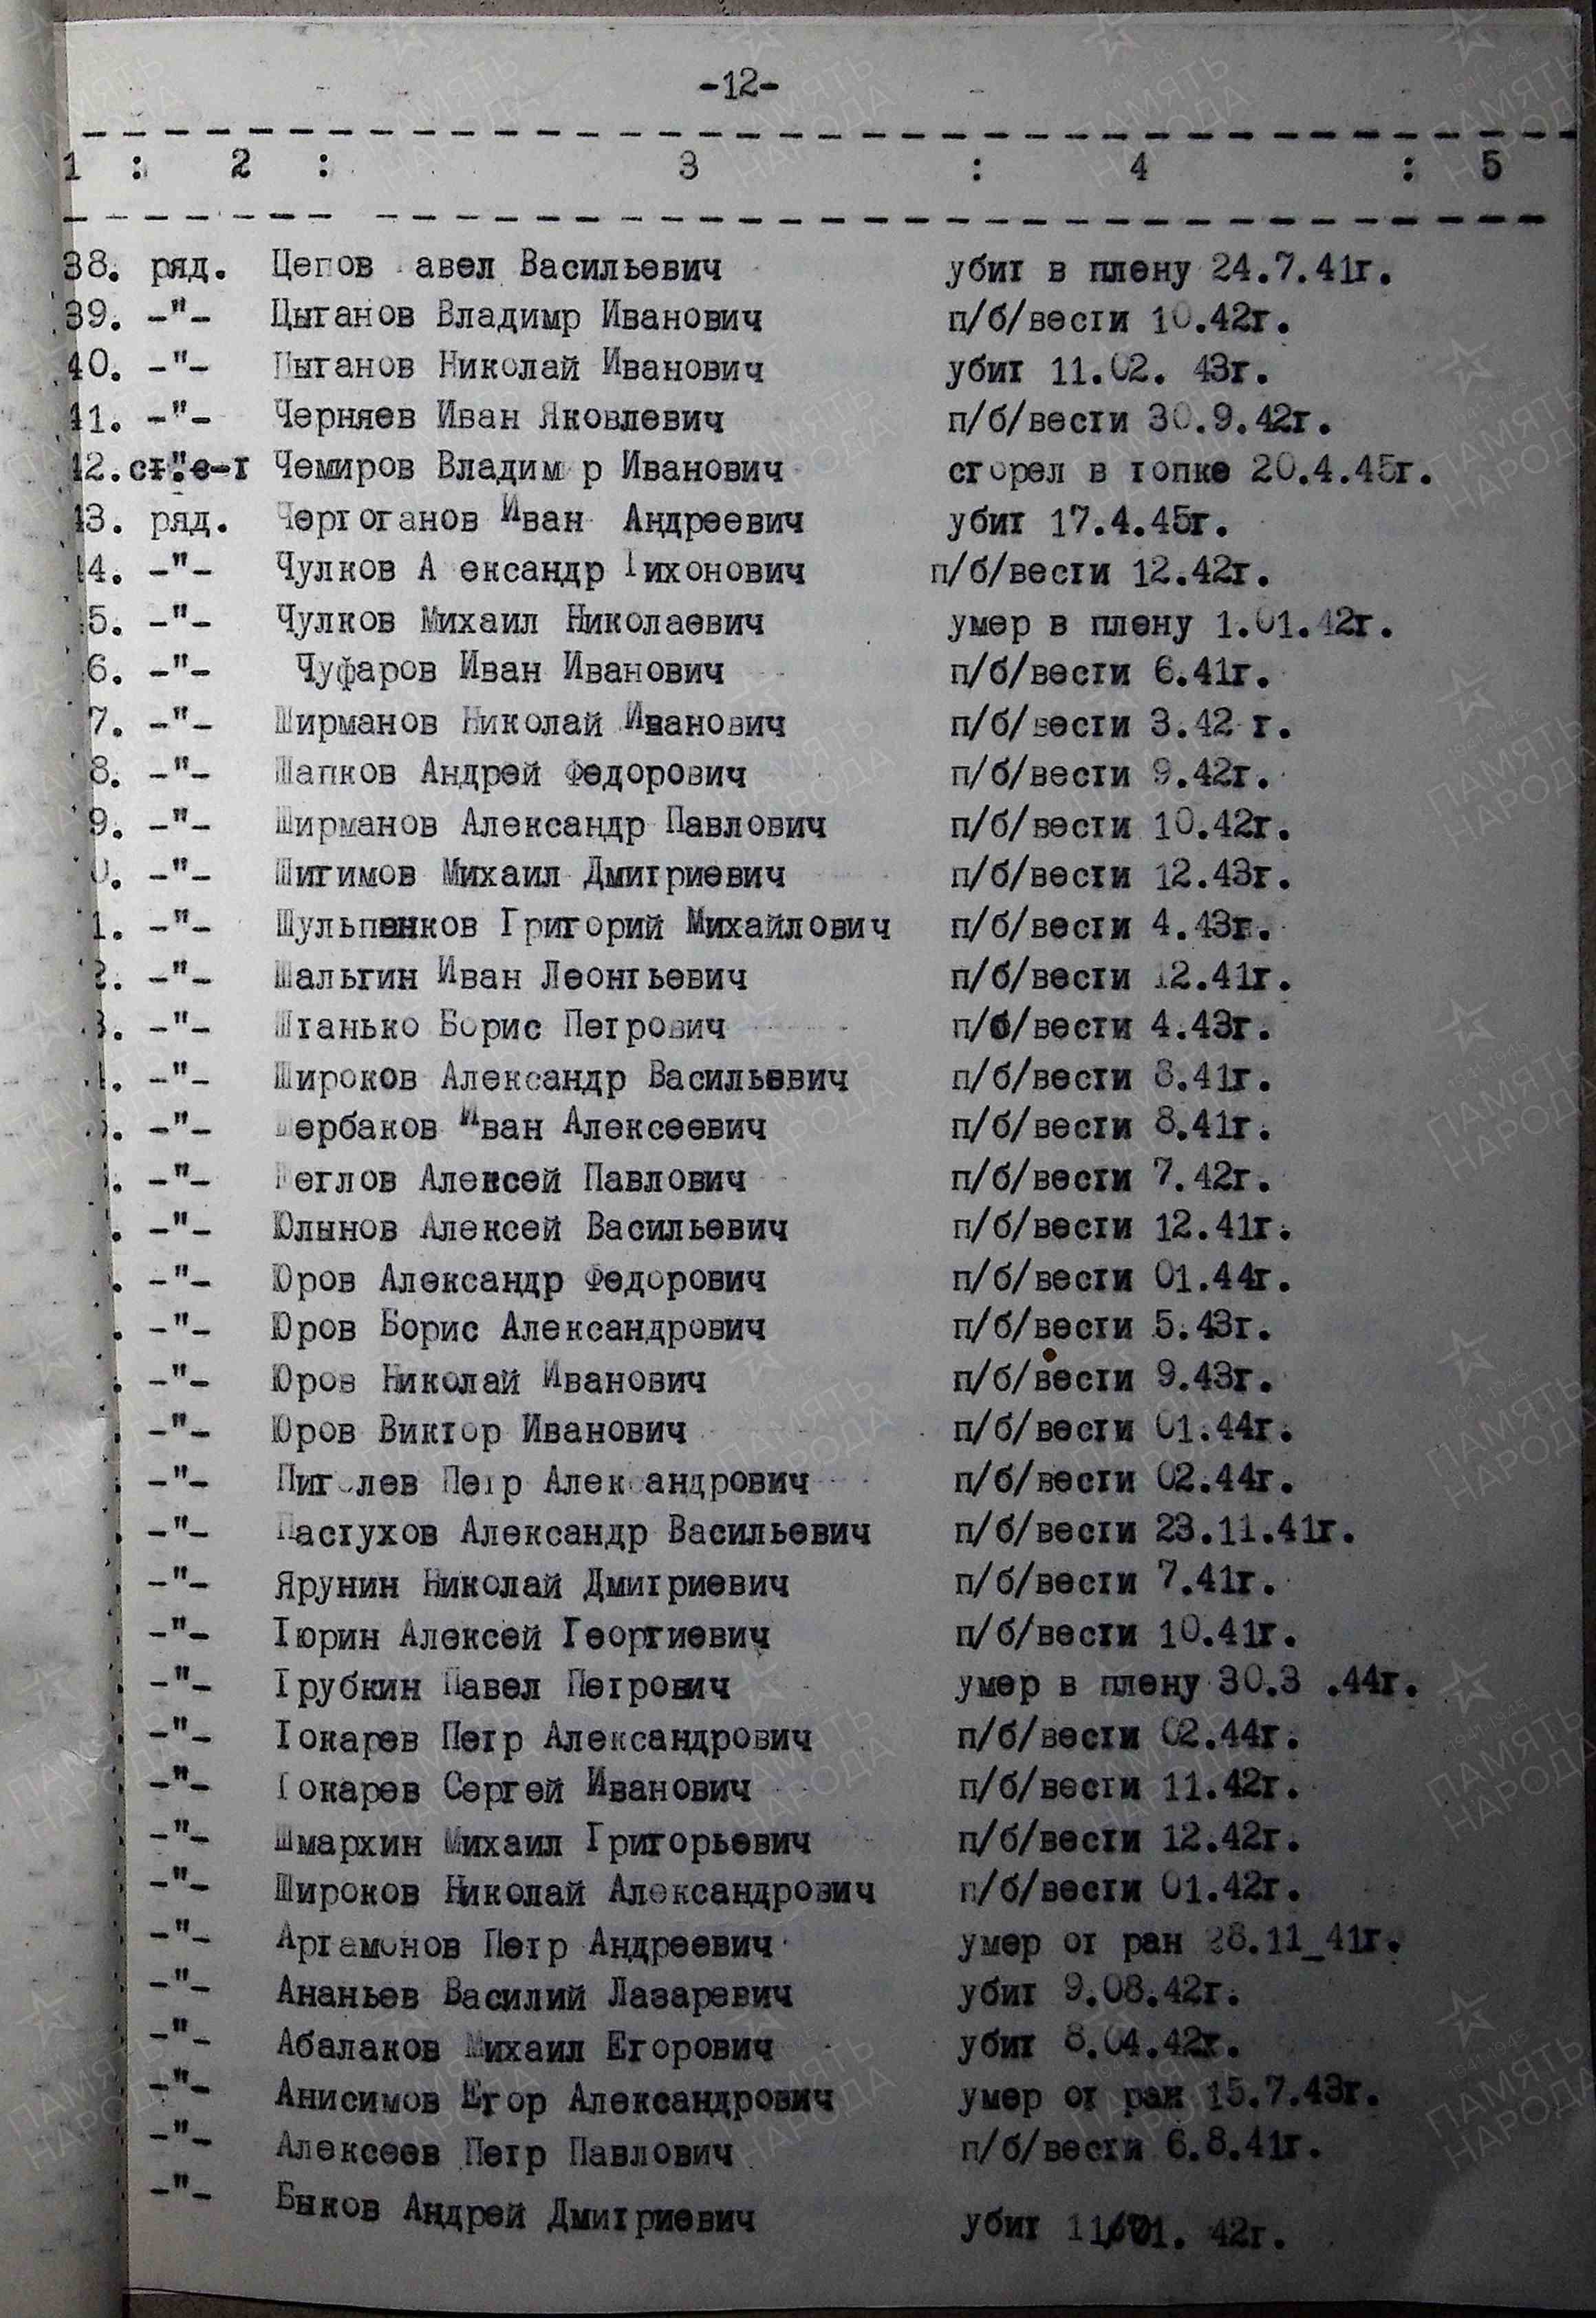 -12-
1 : 2 : 3 : 4 : 5
38. ряд. Цепов авел Васильевич убит в плену 24.7.41г.
39. -"- Цыганов Владимр Иванович п/б/вести 10.42г.
40. -"- Цыганов Николай Иванович убит 11.02. 43г.
41. -"- Черняев Иван Яковлевич п/б/вести 30.9.42г.
42. ст.с-т Чемиров Владим р Иванович сгорел в топке 20.4.45г.
43. ряд. Чертоганов Иван Андреевич убит 17.4.45г.
4. -"- Чулков А ександр Тихонович п/б/вести 12.42г.
5. -"- Чулков Михаил Николаевич умер в плену 1.01.42г.
6. -"- Чуфаров Иван Иванович п/б/вести 6.41г.
7. -"- Ширманов Николай Иванович п/б/вести 3.42 г.
8. -"- Шапков Андрей Федорович п/б/вести 9.42г.
9. -"- Ширманов Александр Павлович п/б/вести 10.42г.
0. -"- Шитимов Михаил Дмитриевич п/б/вести 12.43г.
1. -"- Шульпенков Григорий Михайлович п/б/вести 4.43г.
2. -"- Шальгин Иван Леонтьевич п/б/вести 12.41г.
3. -"- Штанько Борис Петрович п/б/вести 4.43г.
. -"- Широков Александр Васильевич п/б/вести 8.41г.
. -"- ербаков Иван Алексеевич п/б/вести 8.41г.
. -"- еглов Алексей Павлович п/б/вести 7.42г.
. -"- Юлынов Алексей Васильевич п/б/вести 12.41г.
. -"- Юров Александр Федорович п/б/вести 01.44г.
. -"- Юров Борис Александрович п/б/вести 5.43г.
. -"- Юров Николай Иванович п/б/вести 9.43г.
. -"- Юров Виктор Иванович п/б/вести 01.44г.
. -"- Пиголев Петр Александрович п/б/вести 02.44г.
. -"- Пастухов Александр Васильевич п/б/вести 23.11.41г.
. -"- Ярунин Николай Дмитриевич п/б/вести 7.41г.
-"- Тюрин Алексей Георгиевич п/б/вести 10.41г.
-"- Трубкин Павел Петрович умер в плену 30.3 .44г.
-"- Токарев Петр Александрович п/б/вести 02.44г.
-"- Токарев Сергей Иванович п/б/вести 11.42г.
-"- Шмархин Михаил Григорьевич п/б/вести 12.42г.
-"- Широков Николай Александрович п/б/вести 01.42г.
-"- Артамонов Петр Андреевич умер от ран 28.11_41г.
-"- Ананьев Василий Лазаревич убит 9.08.42г.
-"- Абалаков Михаил Егорович убит 8.04.42г.
-"- Анисимов Егор Александрович умер от ран 15.7.43г.
-"- Алексеев Петр Павлович п/б/вести 6.8.41г.
-"- Быков Андрей Дмитриевич убит 42г.